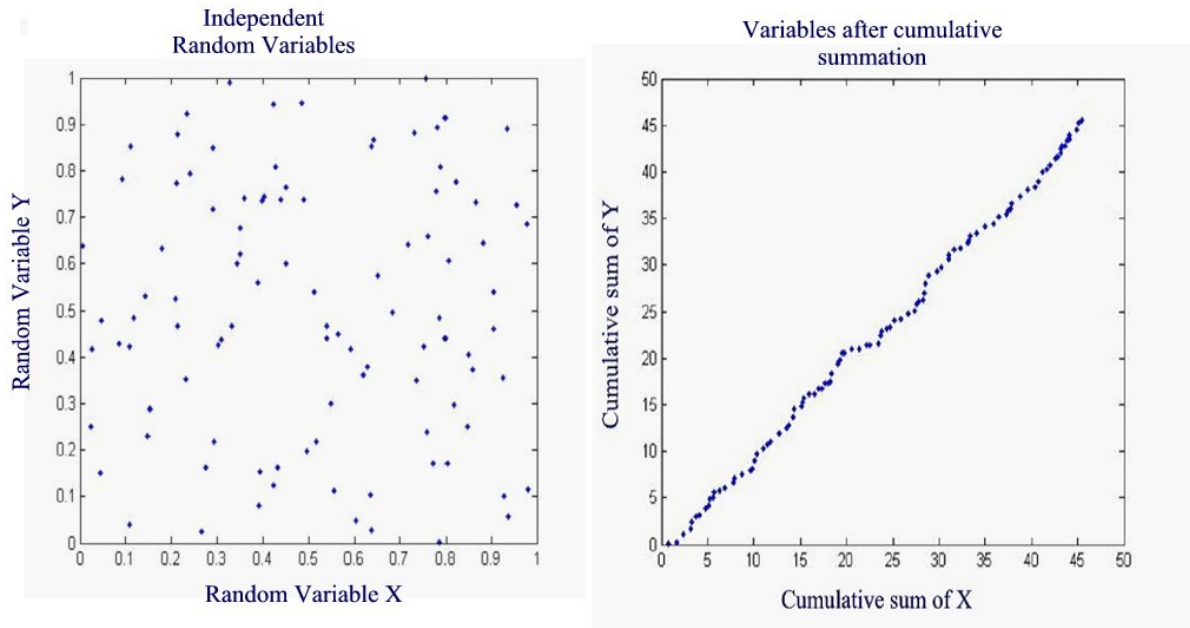 Independent
Random Variables
1
0.9
0.8
0.7
0.6
0.5
0.4
0.3
0.2
0.1
0
0 0.1 0.2 0.3 0.4 0.5 0.6 0.7 0.8 0.9 1
Random Variable Y
Random Variable X
Variables after cumulative
summation
50
45
40
35
30
25
20
15
10
5
0
0 5 10 15 20 25 30 35 40 45 50
Cumulative sum of Y
Cumulative sum of X